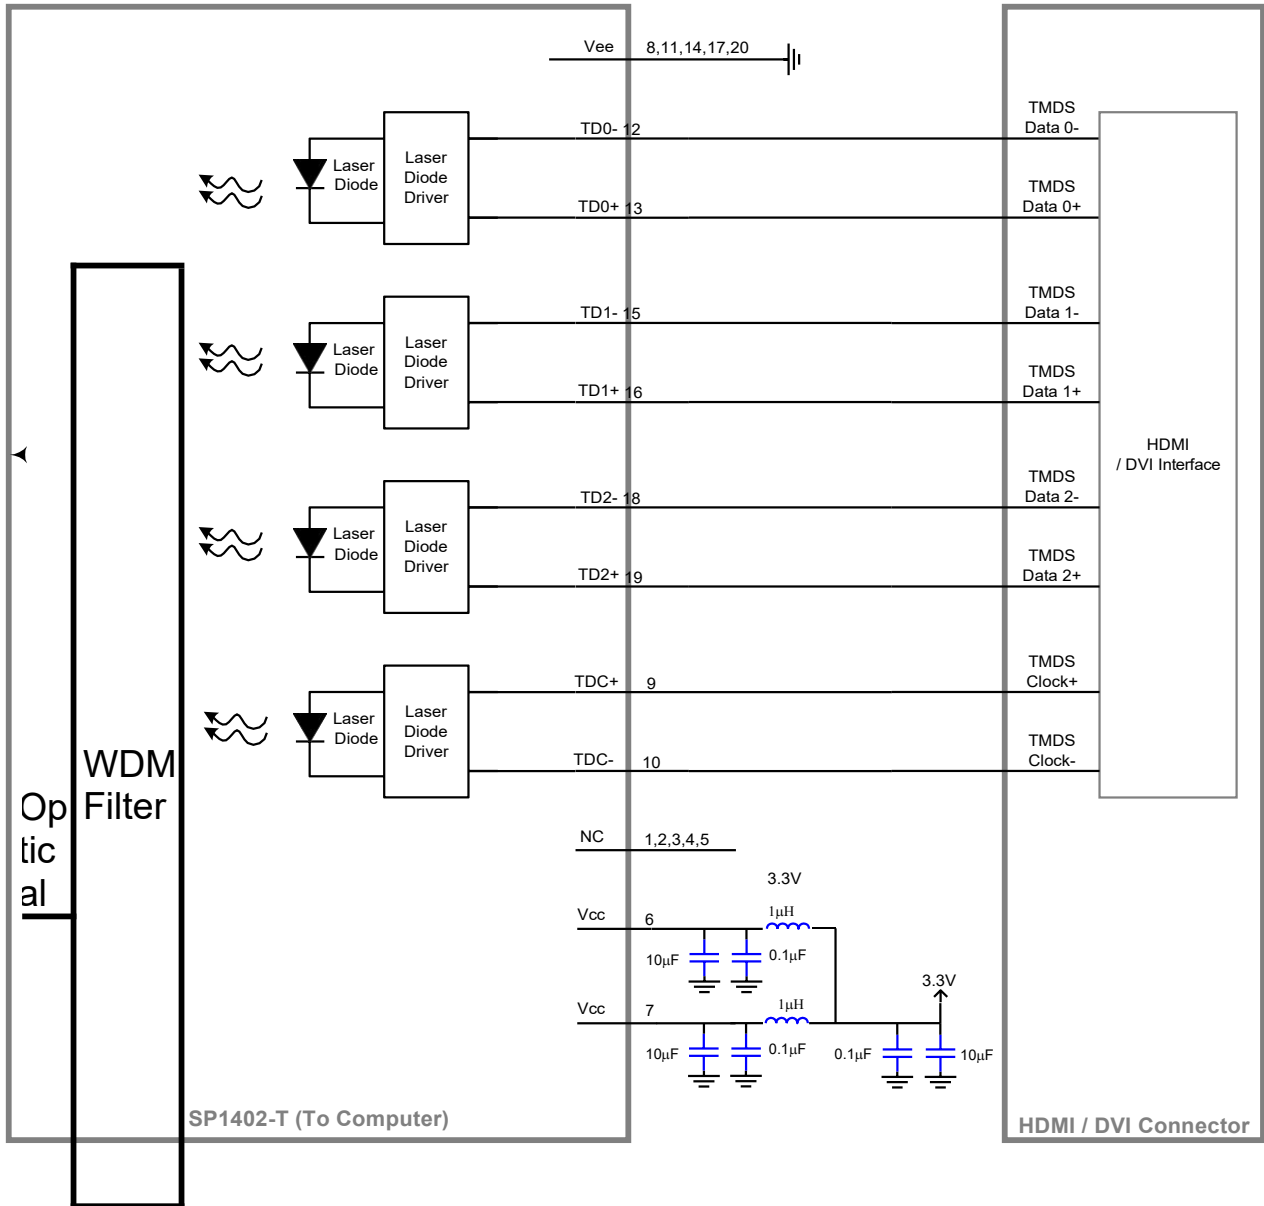 Vee 8,11,14,17,20
TMDS
Data 0-
TD0- 12
Laser
Diode
Laser
Diode
Driver
TMDS
Data 0+
TD0+ 13
TMDS
Data 1-
TD1- 15
Laser
Diode
Laser
Diode
Driver
TMDS
Data 1+
TD1+ 16
HDMI
/ DVI Interface
TMDS
Data 2-
TD2- 18
Laser
Diode
Laser
Diode
Driver
TMDS
Data 2+
TD2+ 19
TMDS
Clock+
TDC+ 9
Laser
Diode
Laser
Diode
Driver
TMDS
Clock-
TDC- 10
WDM
Filter
Op
tic
al
NC 1,2,3,4,5
3.3V
Vcc 6 1μH
10μF 0.1μF
3.3V
Vcc 7 1μH
10μF 0.1μF 0.1μF 10μF
SP1402-T (To Computer)
HDMI / DVI Connector